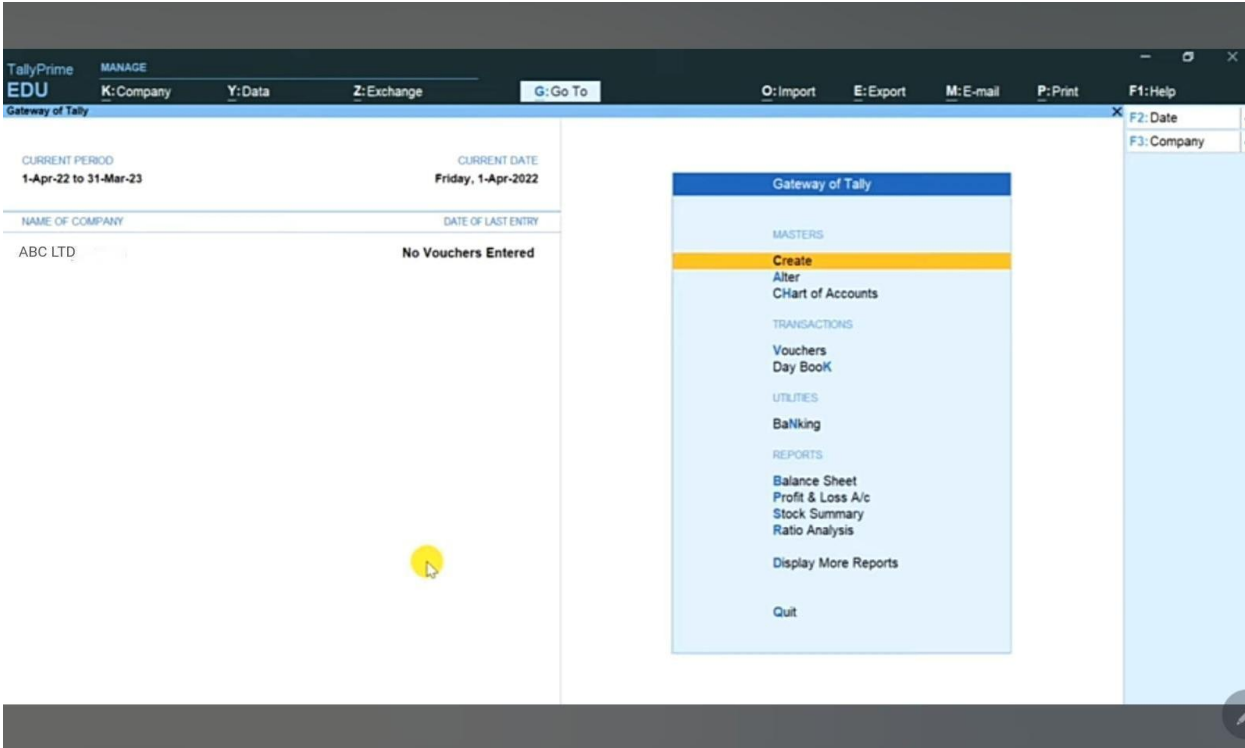 TallyPrime
EDU
MANAGE
K:Company Y:Data Z:Exchange G:Go To O:Import E:Export M:E-mail P:Print F1:Help
Gateway of Tally
F2:Date
F3:Company
CURRENT PERIOD CURRENT DATE
1-Apr-22 to 31-Mar-23 Friday, 1-Apr-2022
NAME OF COMPANY DATE OF LAST ENTRY
ABC LTD No Vouchers Entered
Gateway of Tally
MASTERS
Create
Alter
CHart of Accounts
TRANSACTIONS
Vouchers
Day BooK
UTILITIES
BaNking
REPORTS
Balance Sheet
Profit & Loss A/c
Stock Summary
Ratio Analysis
Display More Reports
Quit